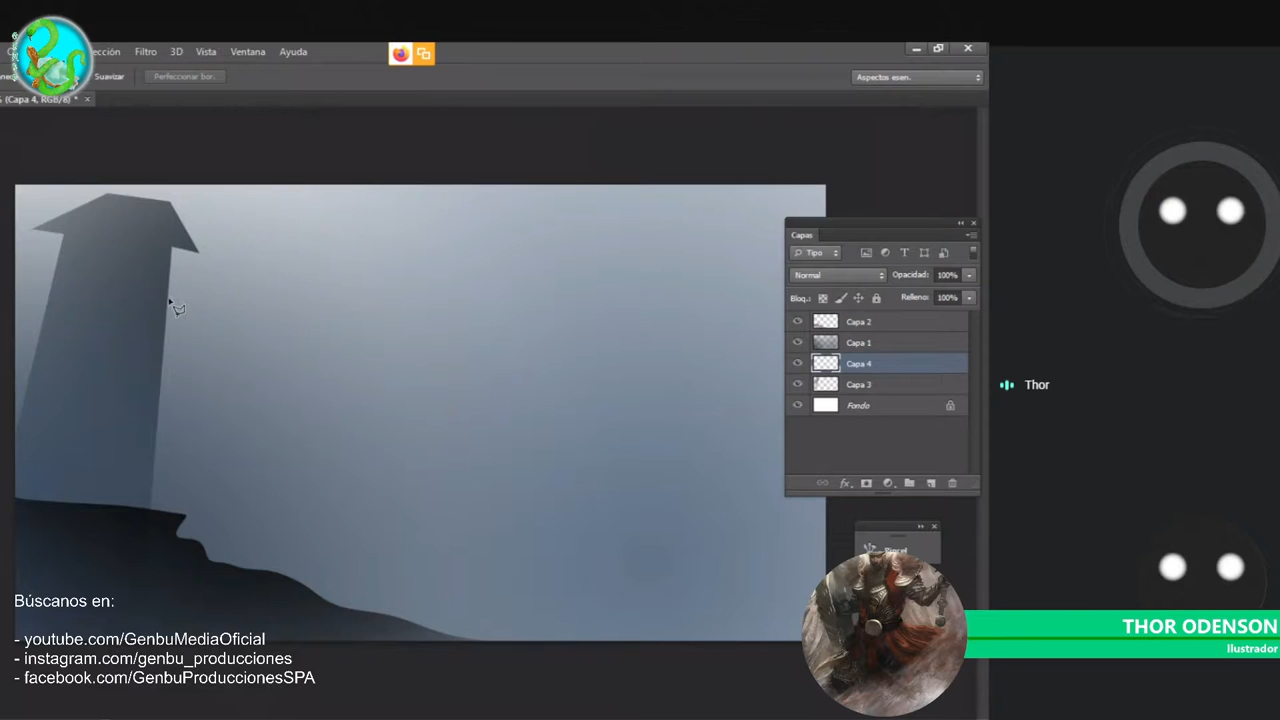 ección Filtro 3D Vista Ventana Ayuda
Suavizar Perfeccionar bor. Aspectos esen.
(Capa 4, RGB/8) * ×
Capas
Tipo
Normal Opacidad: 100%
Bloq.: Relleno: 100%
Capa 2
Capa 1
Capa 4
Capa 3
Fondo
Thor
Pincel
Búscanos en:
- youtube.com/GenbuMediaOficial
- instagram.com/genbu_producciones
- facebook.com/GenbuProduccionesSPA
THOR ODENSON
Ilustrador